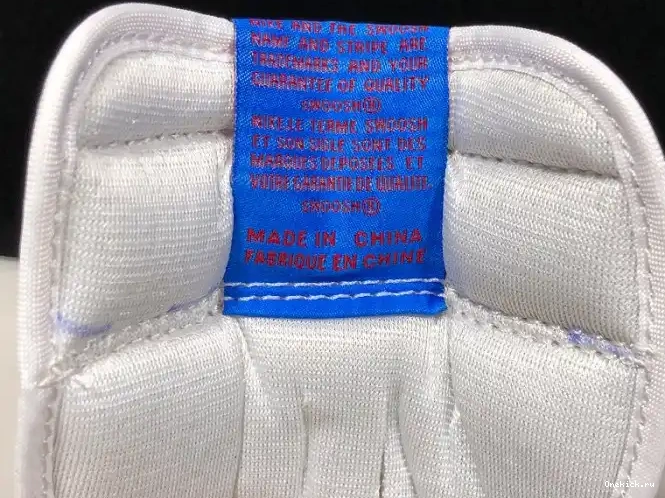 NIKE AND THE SWOOSH
NAME AND STRIPE ARE
TRADEMARKS AND YOUR
GUARANTEE OF QUALITY
SWOOSH®
NIKE LE TERME SWOOSH
ET SON SIGLE SONT DES
MARQUES DEPOSEES ET
VOTRE GARANTIE DE QUALITE
SWOOSH®
MADE IN CHINA
FABRIQUE EN CHINE
Onekick.ru